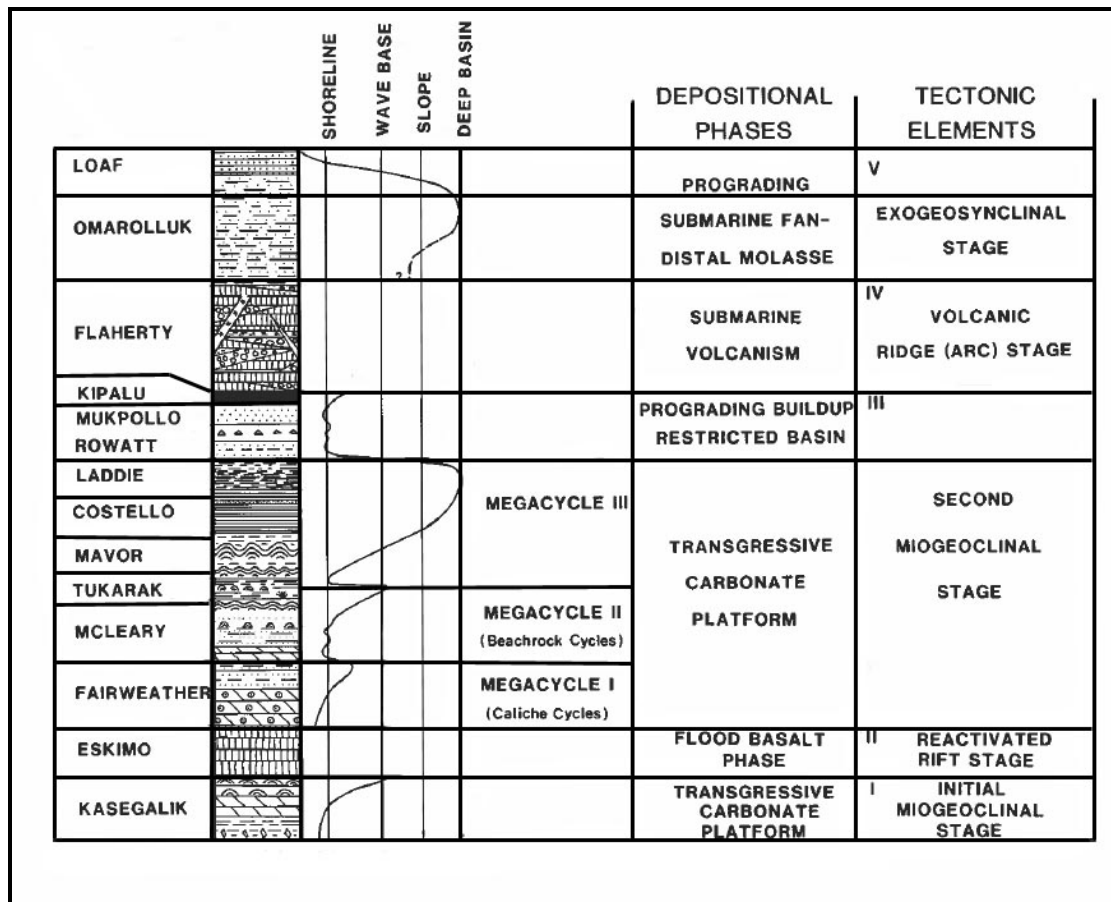 SHORELINE
WAVE BASE
SLOPE
DEEP BASIN
DEPOSITIONAL
PHASES
TECTONIC
ELEMENTS
LOAF
PROGRADING
V
OMAROLLUK
SUBMARINE FAN-
DISTAL MOLASSE
EXOGEOSYNCLINAL
STAGE
?
FLAHERTY
SUBMARINE
VOLCANISM
IV
VOLCANIC
RIDGE (ARC) STAGE
KIPALU
MUKPOLLO
ROWATT
PROGRADING BUILDUP
RESTRICTED BASIN
III
LADDIE
COSTELLO
MAVOR
TUKARAK
MEGACYCLE III
MCLEARY
MEGACYCLE II
(Beachrock Cycles)
FAIRWEATHER
MEGACYCLE I
(Caliche Cycles)
TRANSGRESSIVE
CARBONATE
PLATFORM
SECOND
MIOGEOCLINAL
STAGE
ESKIMO
FLOOD BASALT
PHASE
II
REACTIVATED
RIFT STAGE
KASEGALIK
TRANSGRESSIVE
CARBONATE
PLATFORM
I
INITIAL
MIOGEOCLINAL
STAGE